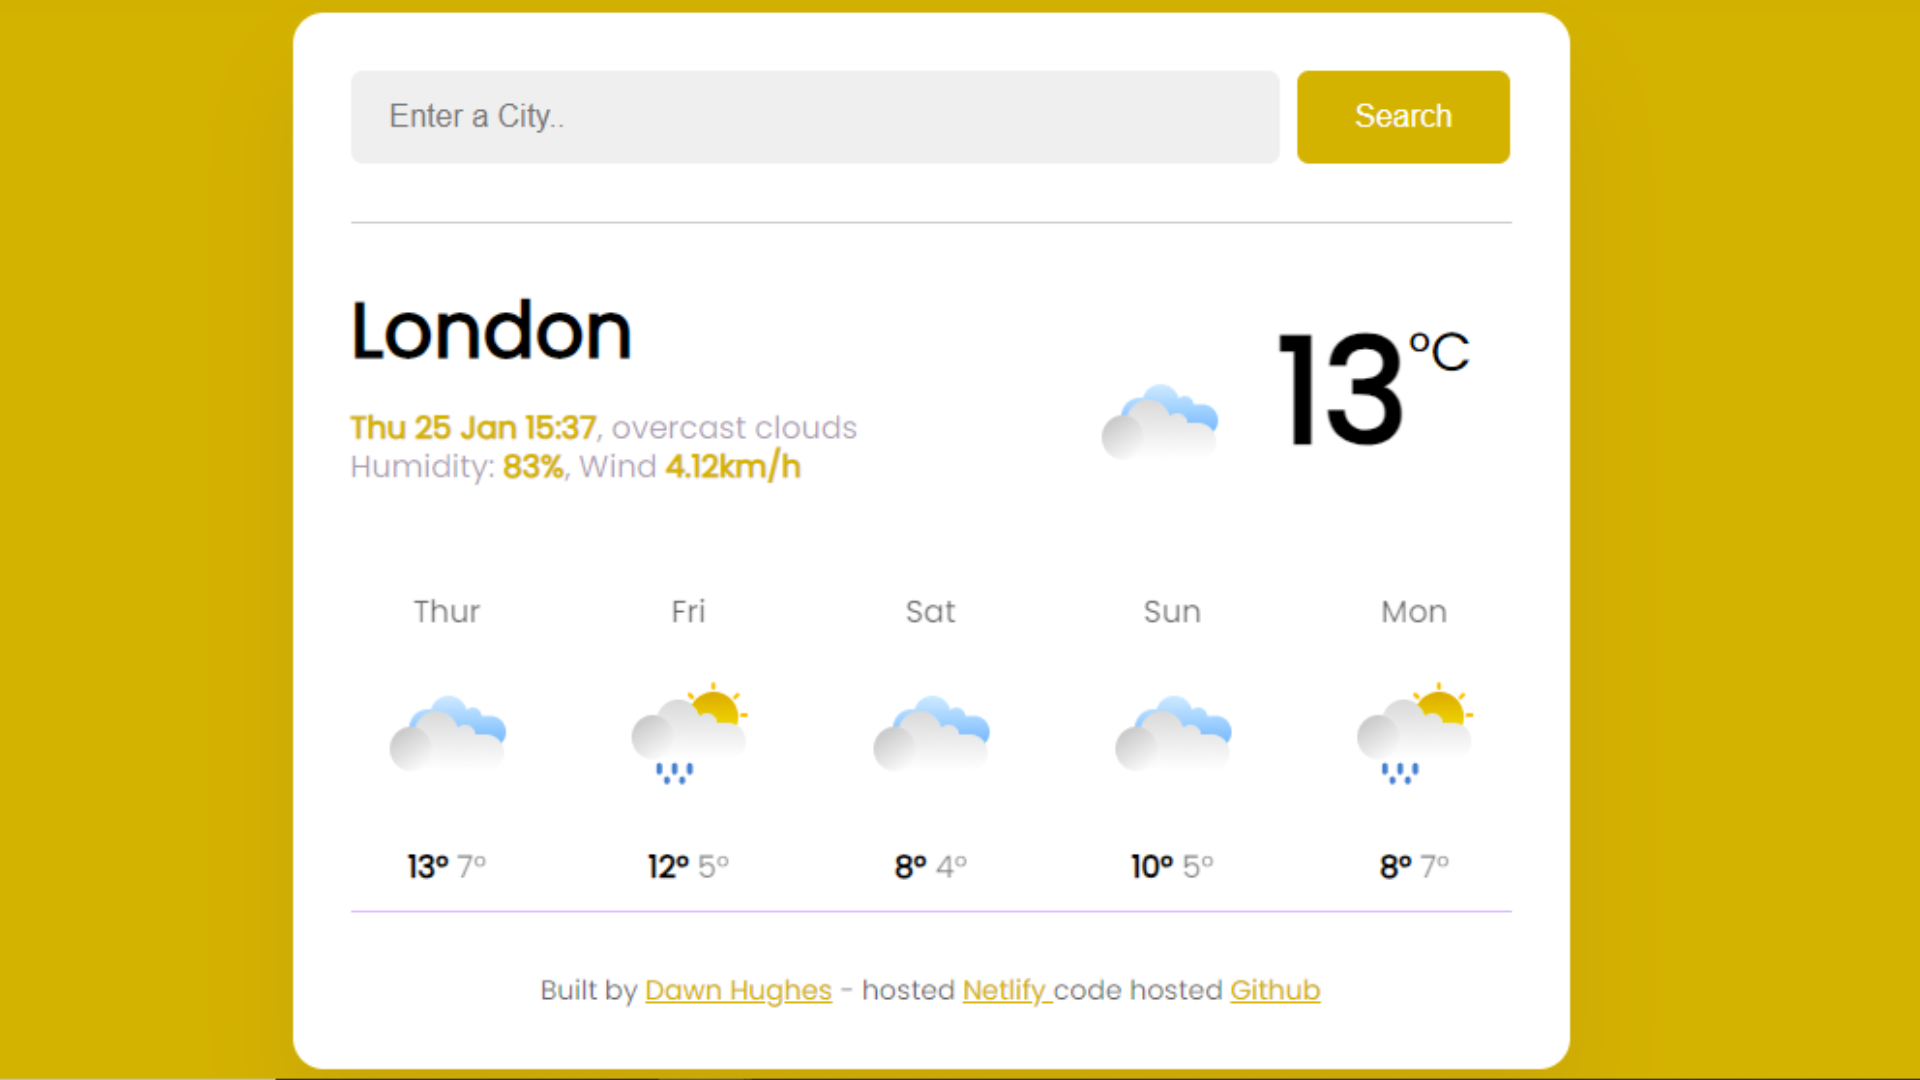 Enter a City..
Search
London
13°C
Thu 25 Jan 15:37, overcast clouds
Humidity: 83%, Wind 4.12km/h
Thur Fri Sat Sun Mon
13° 7° 12° 5° 8° 4° 10° 5° 8° 7°
Built by Dawn Hughes - hosted Netlify code hosted Github